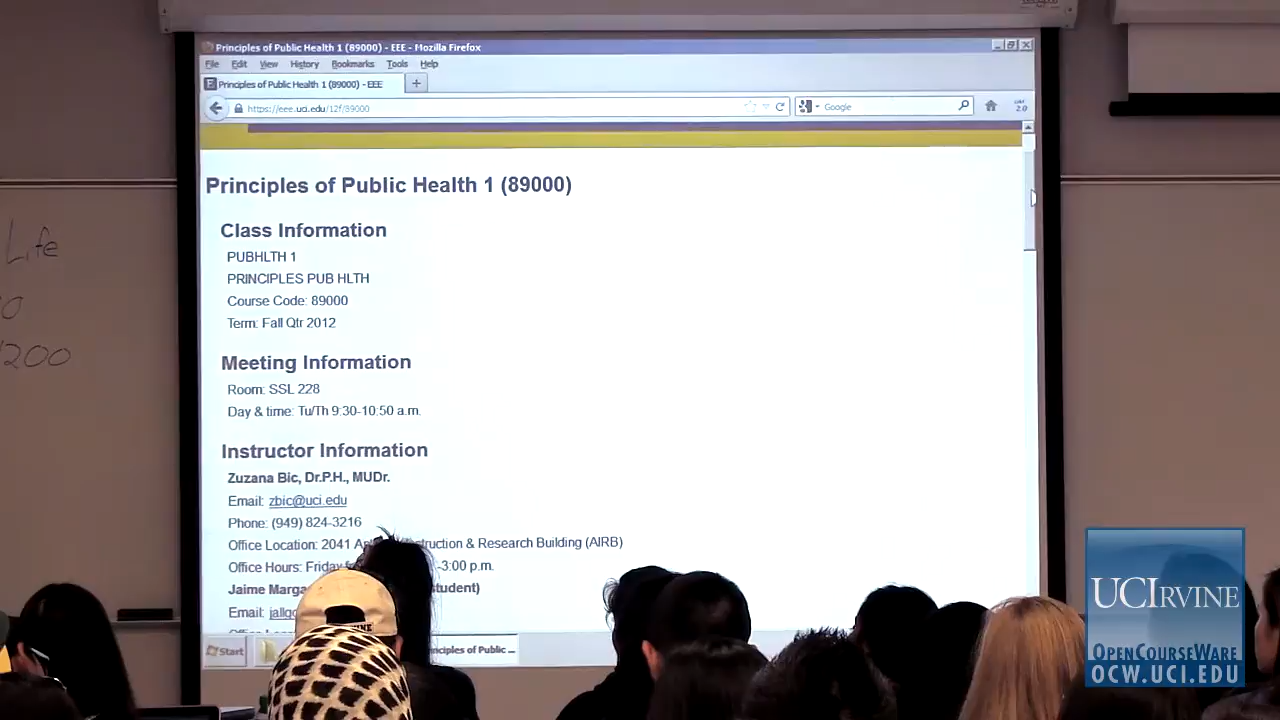 Principles of Public Health 1 (89000) - EEE - Mozilla Firefox
File Edit View History Bookmarks Tools Help
Principles of Public Health 1 (89000) - EEE
https://eee.uci.edu/12f/89000
Google
Principles of Public Health 1 (89000)
Class Information
PUBHLTH 1
PRINCIPLES PUB HLTH
Course Code: 89000
Term: Fall Qtr 2012
Meeting Information
Room: SSL 228
Day & time: Tu/Th 9:30-10:50 a.m.
Instructor Information
Zuzana Bic, Dr.P.H., MUDr.
Email: zbic@uci.edu
Phone: (949) 824-3216
Office Location: 2041 & Research Building (AIRB)
Office Hours: -3:00 p.m.
Jaime
Email:
Start
of Public ...
Life
0
1200
UCIRVINE
OPENCOURSEWARE
OCW.UCI.EDU